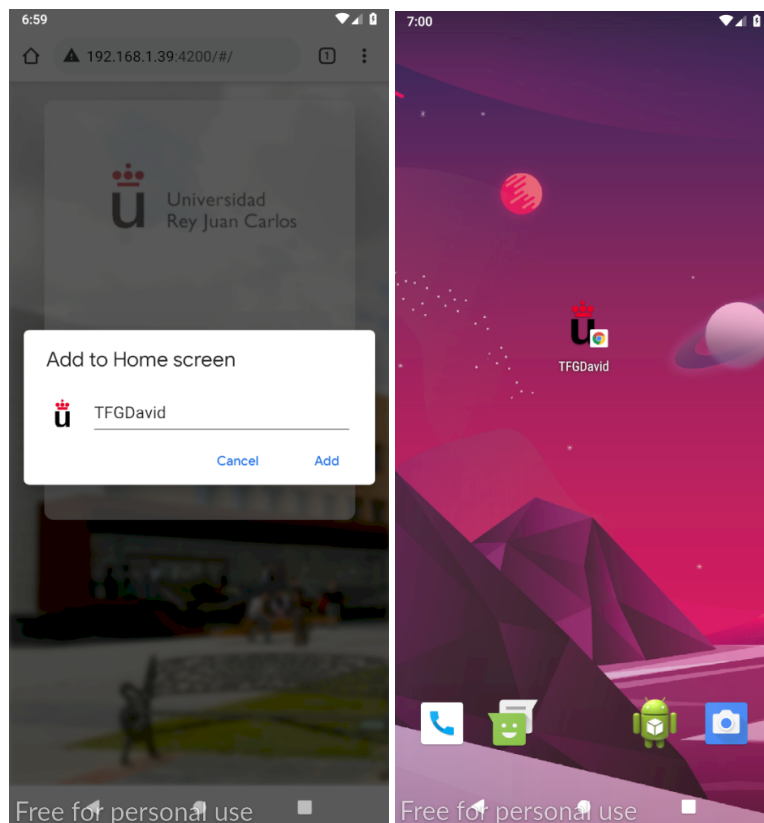 6:59
192.168.1.39:4200/#/
1
u
Universidad
Rey Juan Carlos
Add to Home screen
u
TFGDavid
Cancel
Add
Free for personal use
7:00
u
TFGDavid
Free for personal use